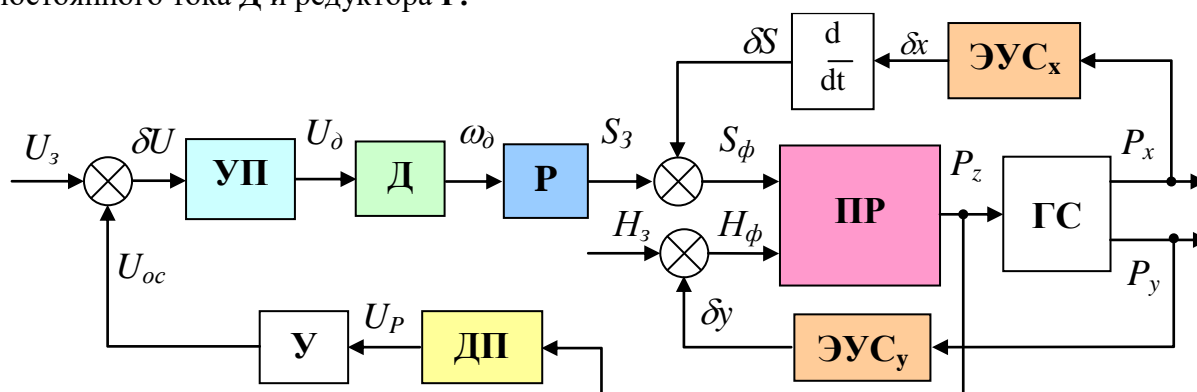 постоянного тока Д и редуктора Р.
δS
d
dt
δx
ЭУСx
Uз
δU
УП
Uд
Д
ωд
Р
SЗ
Sф
Hз
Hф
ПР
Pz
ГС
Px
Py
Uос
У
UР
ДП
δy
ЭУСy